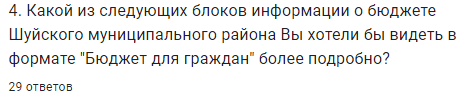 4. Какой из следующих блоков информации о бюджете
Шуйского муниципального района Вы хотели бы видеть в
формате "Бюджет для граждан" более подробно?
29 ответов